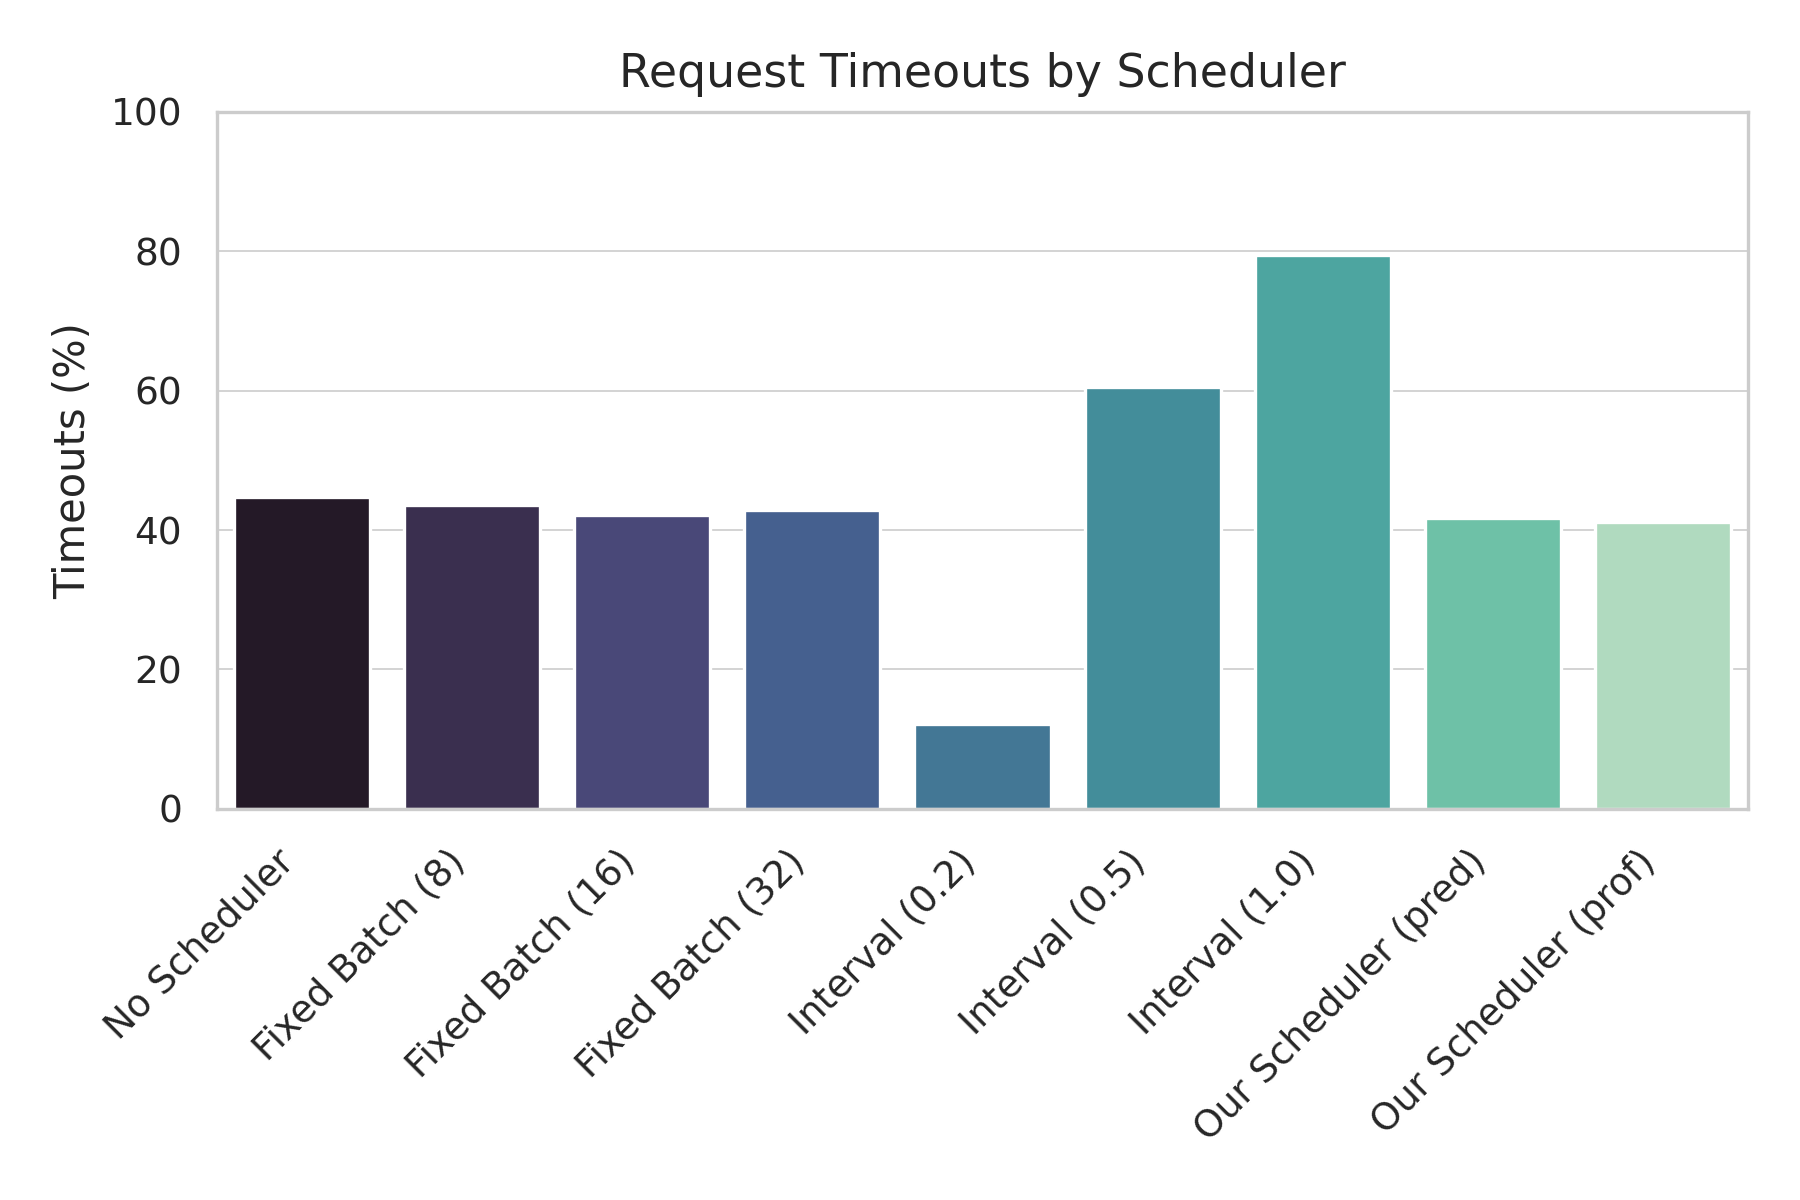 Request Timeouts by Scheduler
Timeouts (%)
100
80
60
40
20
0
No Scheduler
Fixed Batch (8)
Fixed Batch (16)
Fixed Batch (32)
Interval (0.2)
Interval (0.5)
Interval (1.0)
Our Scheduler (pred)
Our Scheduler (prof)